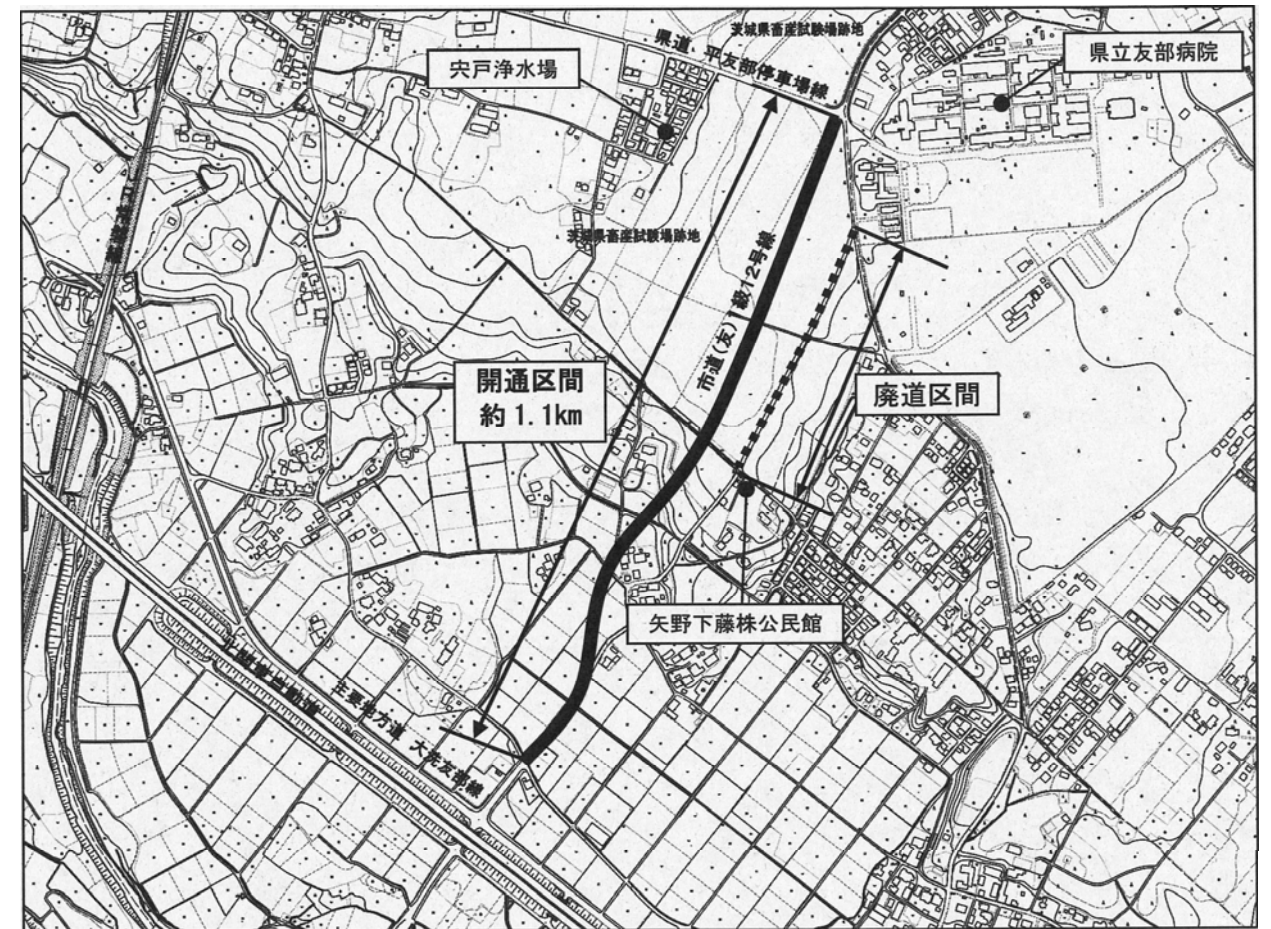 茨城県畜産試験場跡地
県道 平友部停車場線
宍戸浄水場
県立友部病院
茨城県畜産試験場跡地
市道(友)1級12号線
開通区間
約1.1km
廃道区間
矢野下藤株公民館
北関東自動車道
主要地方道 大洗友部線